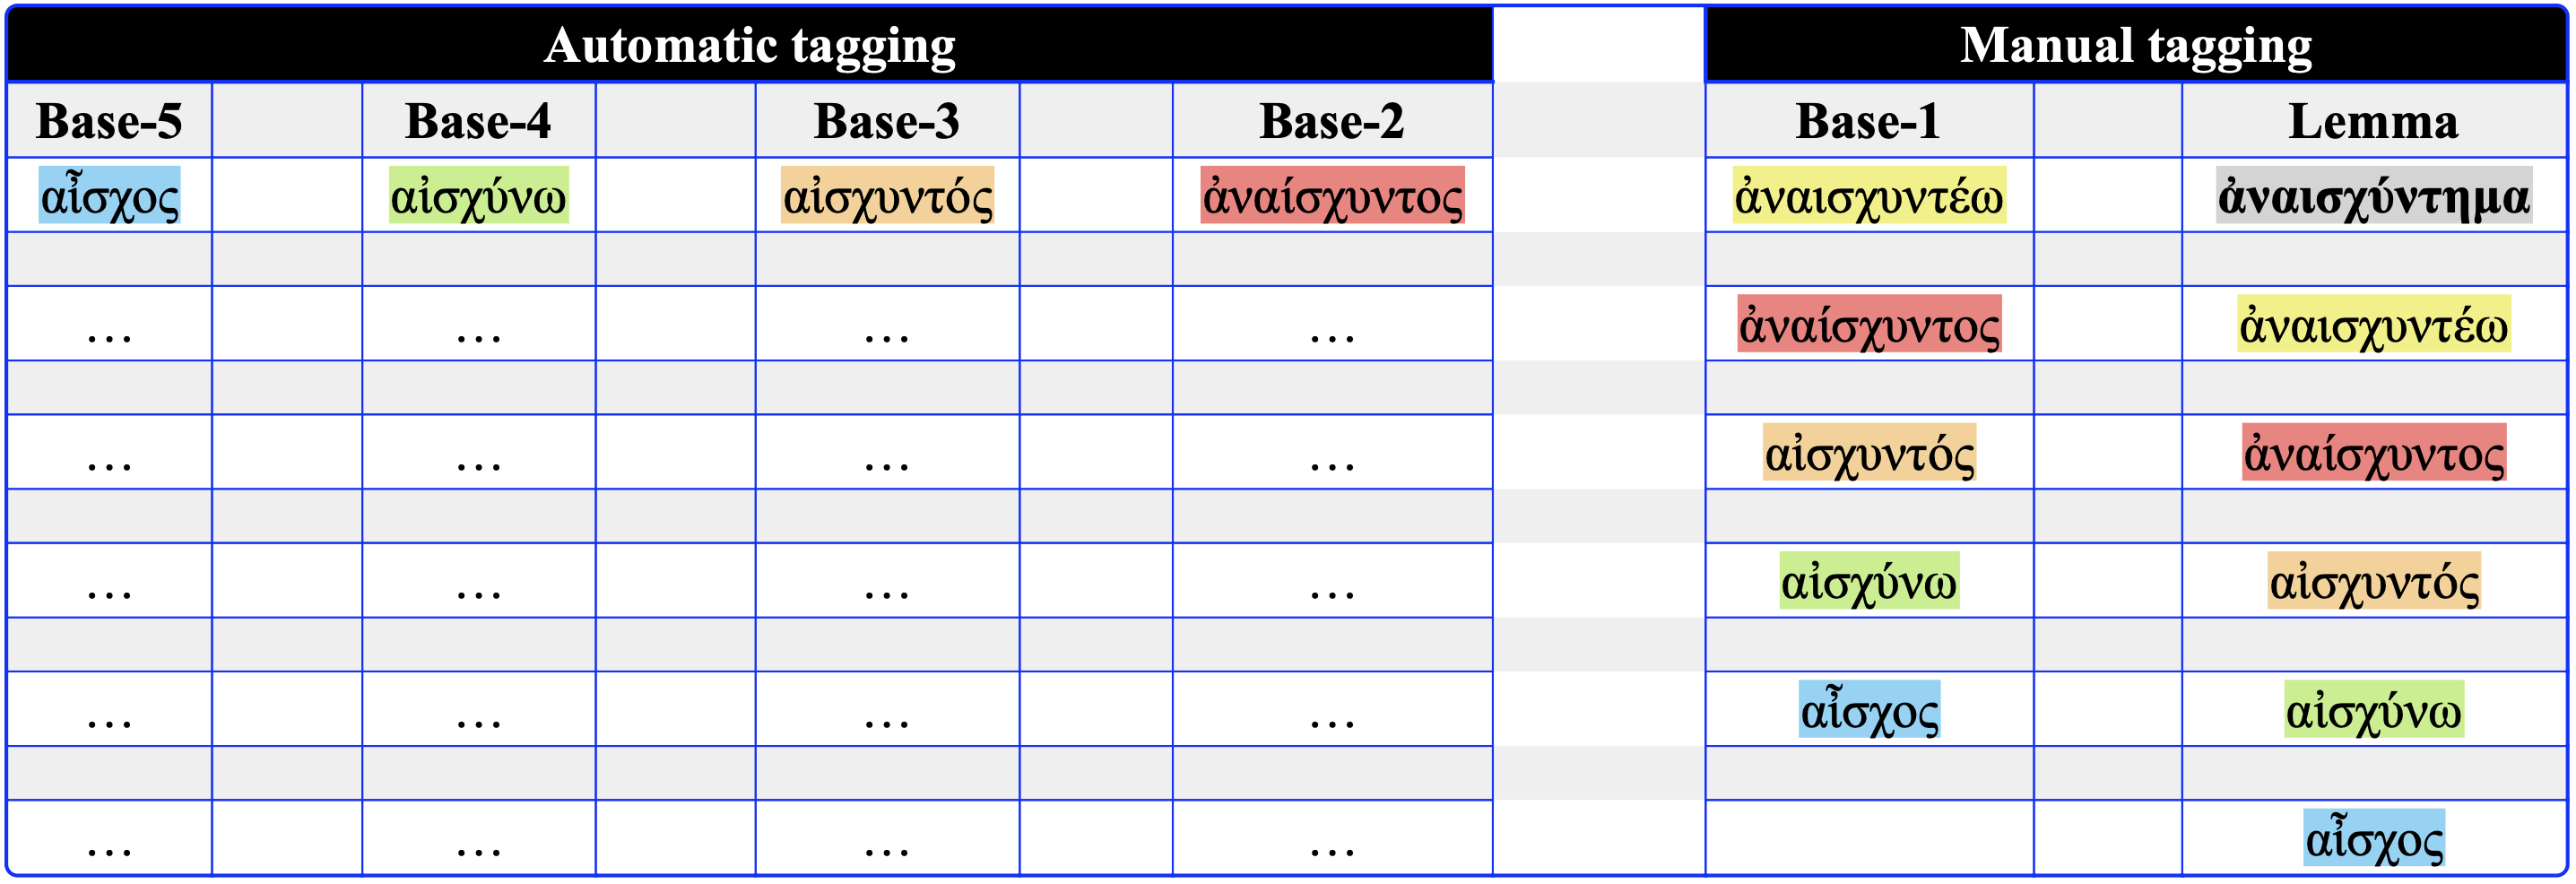 Automatic tagging Manual tagging
Base-5 Base-4 Base-3 Base-2 Base-1 Lemma
αἶσχος αἰσχύνω αἰσχυντός ἀναίσχυντος ἀναισχυντέω ἀναισχύντημα
… … … … ἀναίσχυντος ἀναισχυντέω
… … … … αἰσχυντός ἀναίσχυντος
… … … … αἰσχύνω αἰσχυντός
… … … … αἶσχος αἰσχύνω
… … … … αἶσχος